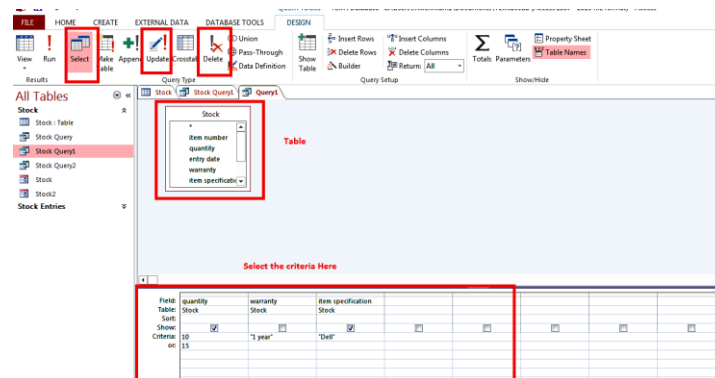 FILE HOME CREATE EXTERNAL DATA DATABASE TOOLS DESIGN
View Run Select Make Table Append Update Crosstab Delete
Union
Pass-Through
Data Definition
Show Table
Insert Rows
Delete Rows
Builder
Insert Columns
Delete Columns
Return: All
Totals Parameters
Property Sheet
Table Names
Results Query Type Query Setup Show/Hide
All Tables
Stock
Stock : Table
Stock Query
Stock Query1
Stock Query2
Stock
Stock2
Stock Entries
Stock Stock Query1 Query1
Stock
*
item number
quantity
entry date
warranty
item specificatic
Table
Select the criteria Here
Field: quantity warranty item specification
Table: Stock Stock Stock
Sort:
Show:
Criteria: 10 "1 year" "Dell"
or: 15